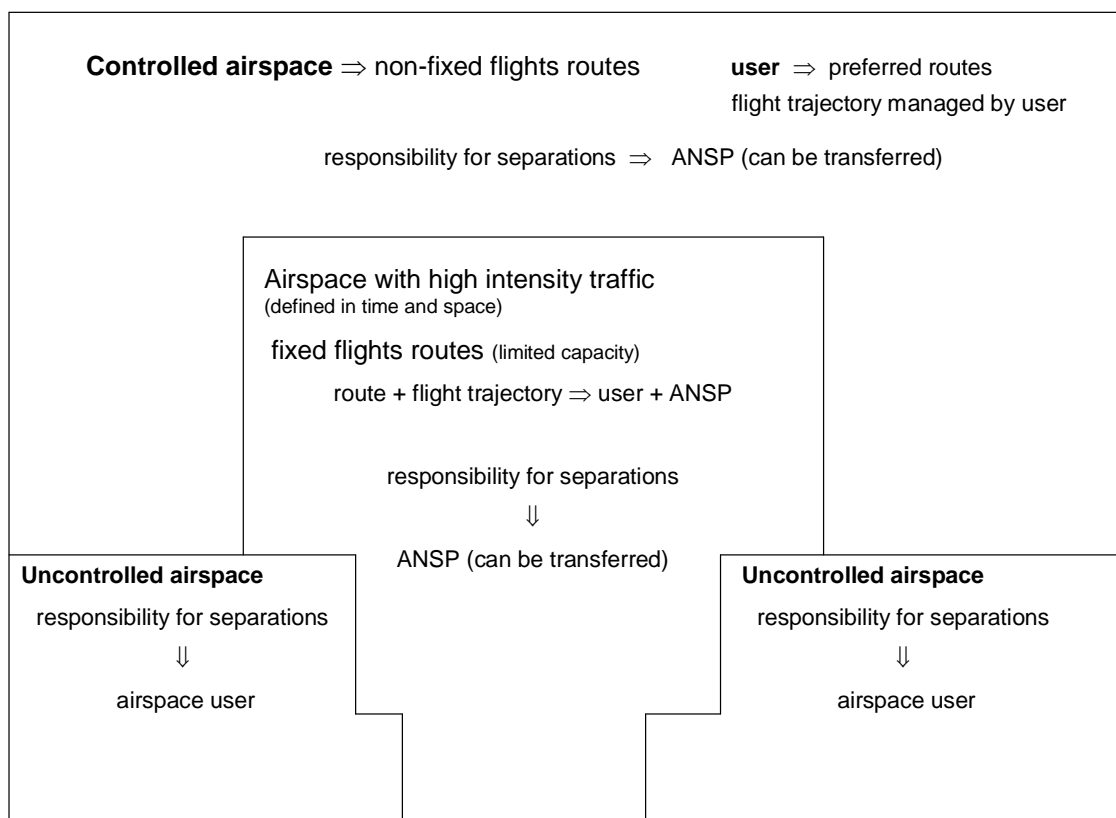 Controlled airspace ⇒ non-fixed flights routes
user ⇒ preferred routes
flight trajectory managed by user
responsibility for separations ⇒ ANSP (can be transferred)
Airspace with high intensity traffic
(defined in time and space)
fixed flights routes (limited capacity)
route + flight trajectory ⇒ user + ANSP
responsibility for separations
⇓
ANSP (can be transferred)
Uncontrolled airspace
responsibility for separations
⇓
airspace user
Uncontrolled airspace
responsibility for separations
⇓
airspace user